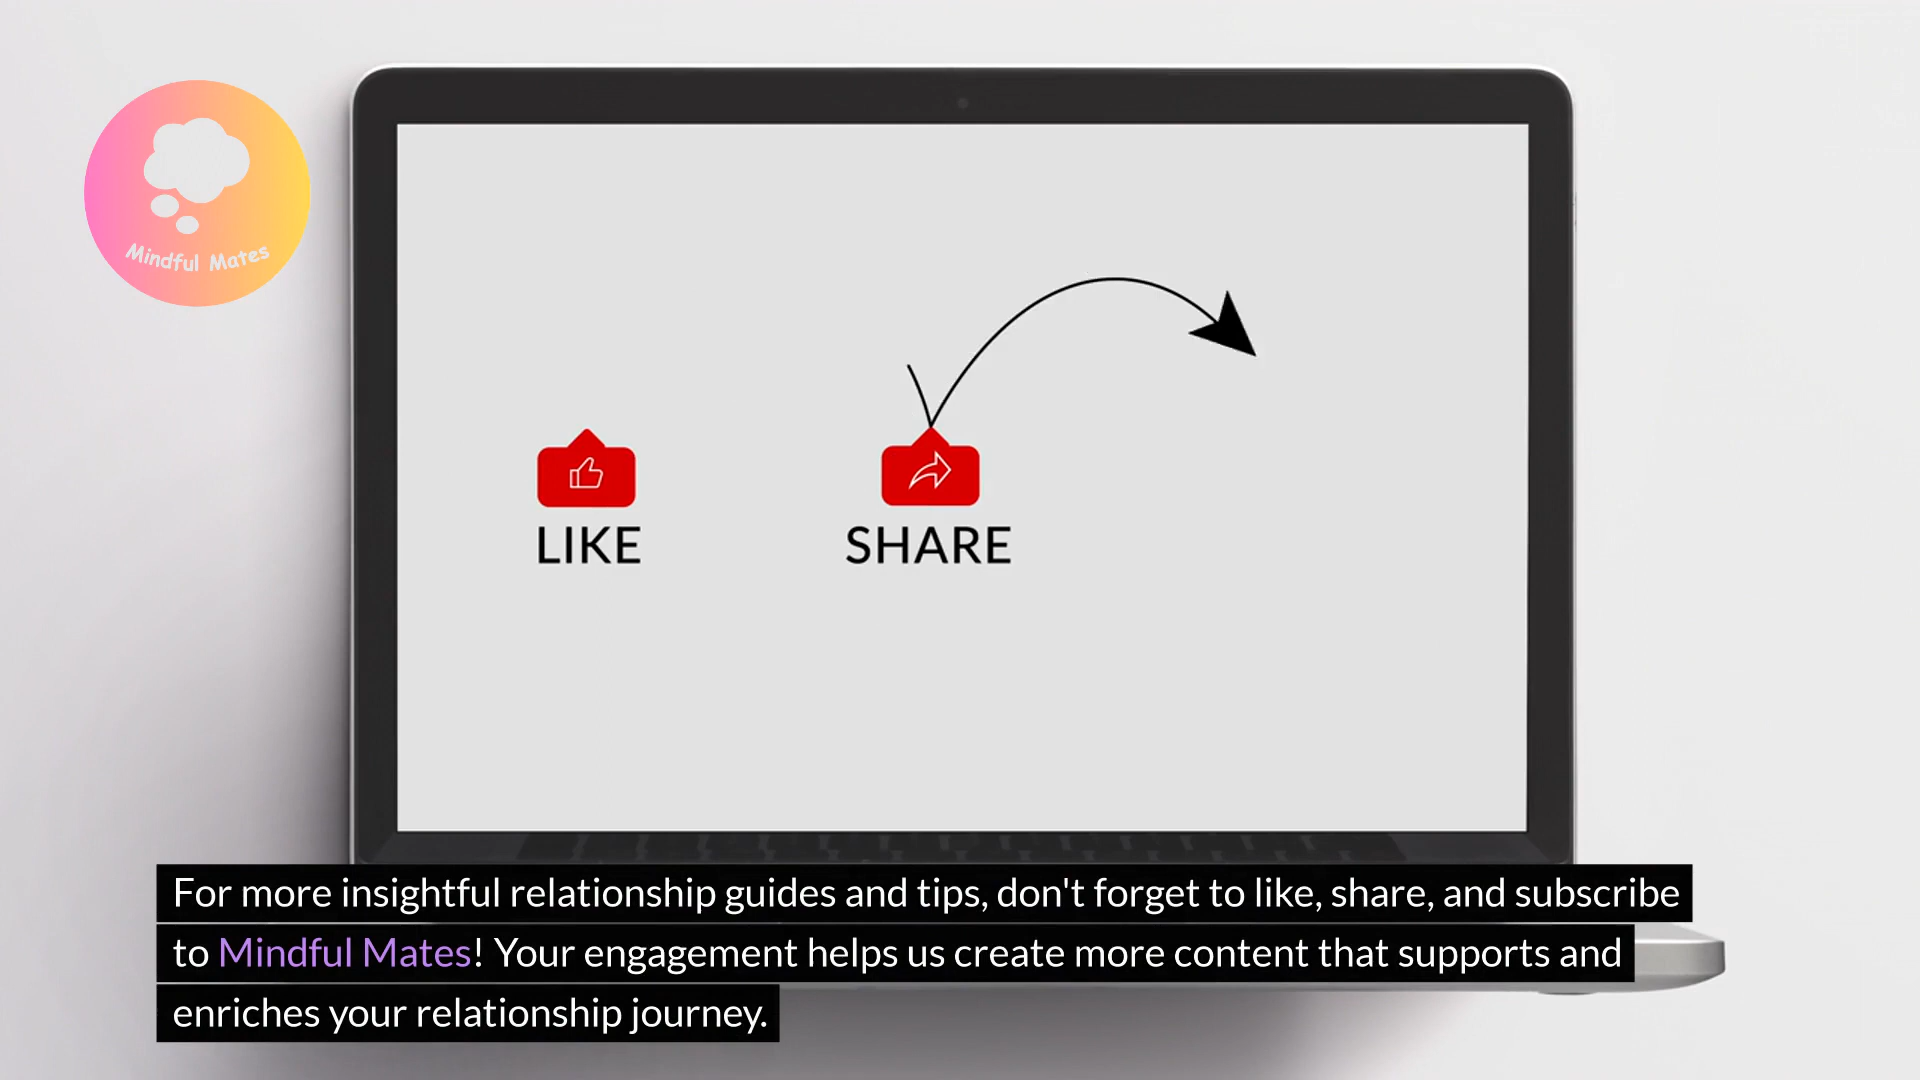 Mindful Mates
LIKE
SHARE
For more insightful relationship guides and tips, don't forget to like, share, and subscribe
to Mindful Mates! Your engagement helps us create more content that supports and
enriches your relationship journey.